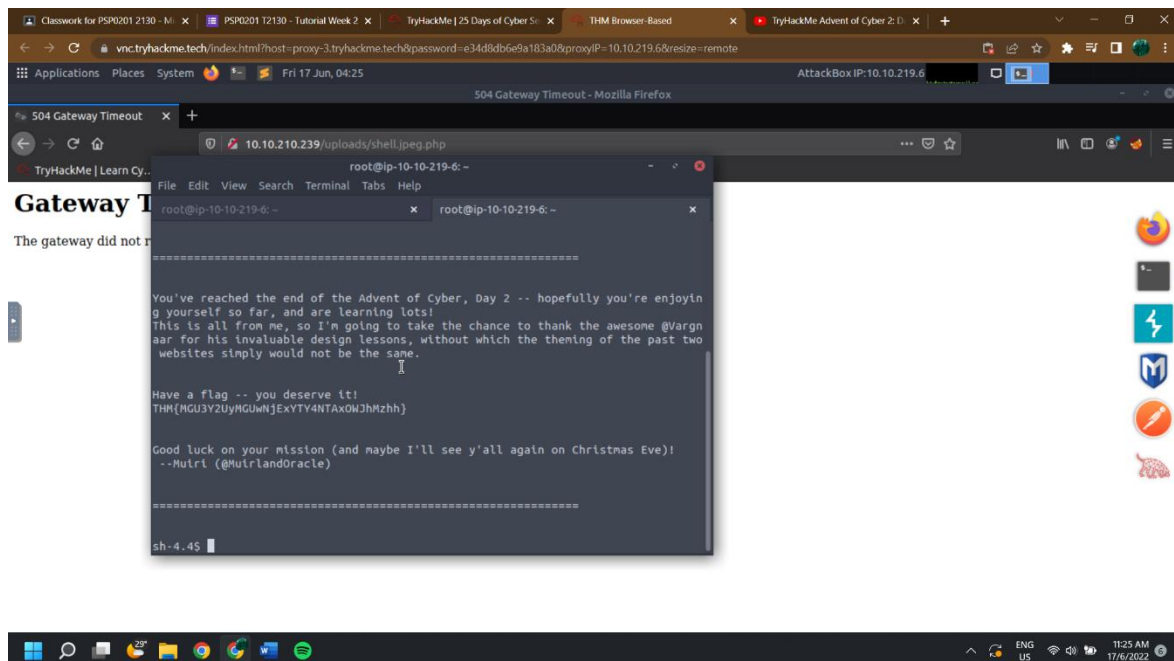 Classwork for PSP0201 2130 - M
PSP0201 T2130 - Tutorial Week 2
TryHackMe | 25 Days of Cyber Se
THM Browser-Based
TryHackMe Advent of Cyber 2: D
vnc.tryhackme.tech/index.html?host=proxy-3.tryhackme.tech&password=e34d8db6e9a183a0&proxyIP=10.10.219.6&resize=remote
Applications Places System Fri 17 Jun, 04:25 AttackBox IP:10.10.219.6
504 Gateway Timeout - Mozilla Firefox
504 Gateway Timeout
10.10.210.239/uploads/shell.jpeg.php
TryHackMe | Learn Cy..
root@ip-10-10-219-6: ~
File Edit View Search Terminal Tabs Help
root@ip-10-10-219-6: ~ root@ip-10-10-219-6: ~
Gateway T
The gateway did not r
==============================================================
You've reached the end of the Advent of Cyber, Day 2 -- hopefully you're enjoyin
g yourself so far, and are learning lots!
This is all from me, so I'm going to take the chance to thank the awesome @Vargn
aar for his invaluable design lessons, without which the theming of the past two
websites simply would not be the same.
Have a flag -- you deserve it!
THM{MGU3Y2UyMGUwNjExYTY4NTAxOWJhMzhh}
Good luck on your mission (and maybe I'll see y'all again on Christmas Eve)!
--Muiri (@MuirlandOracle)
==============================================================
sh-4.4$
29°
ENG
US
11:25 AM
17/6/2022
6